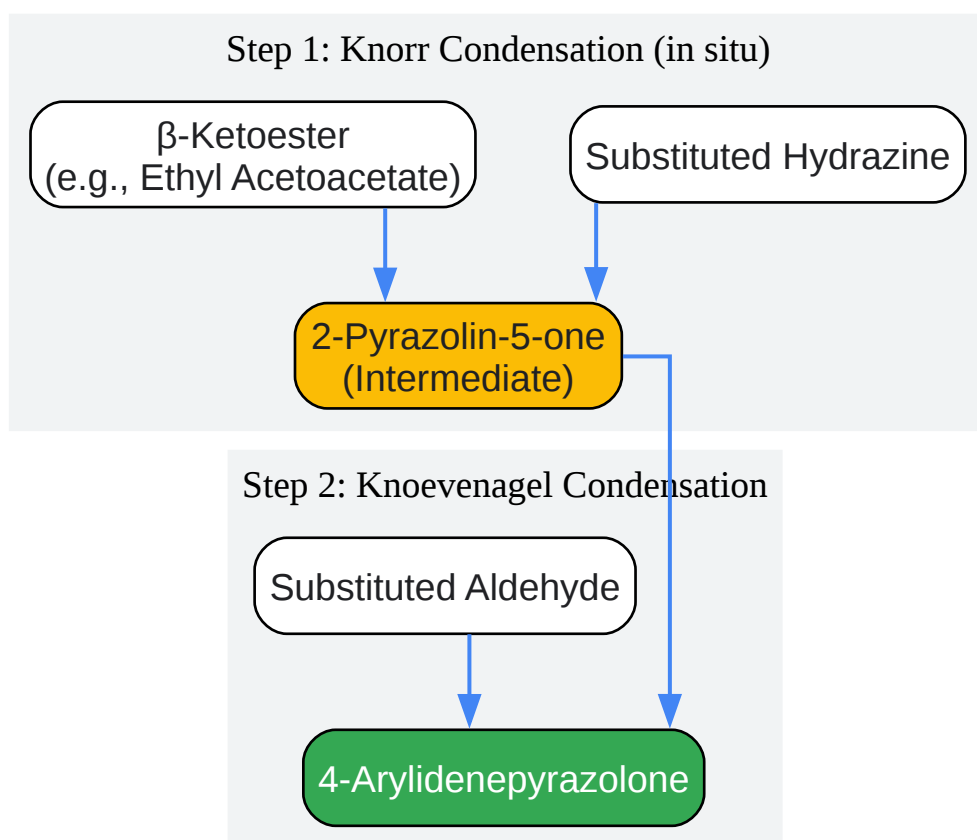 Step 1: Knorr Condensation (in situ)
β-Ketoester
(e.g., Ethyl Acetoacetate)
Substituted Hydrazine
2-Pyrazolin-5-one
(Intermediate)
Step 2: Knoevenagel Condensation
Substituted Aldehyde
4-Arylidenepyrazolone